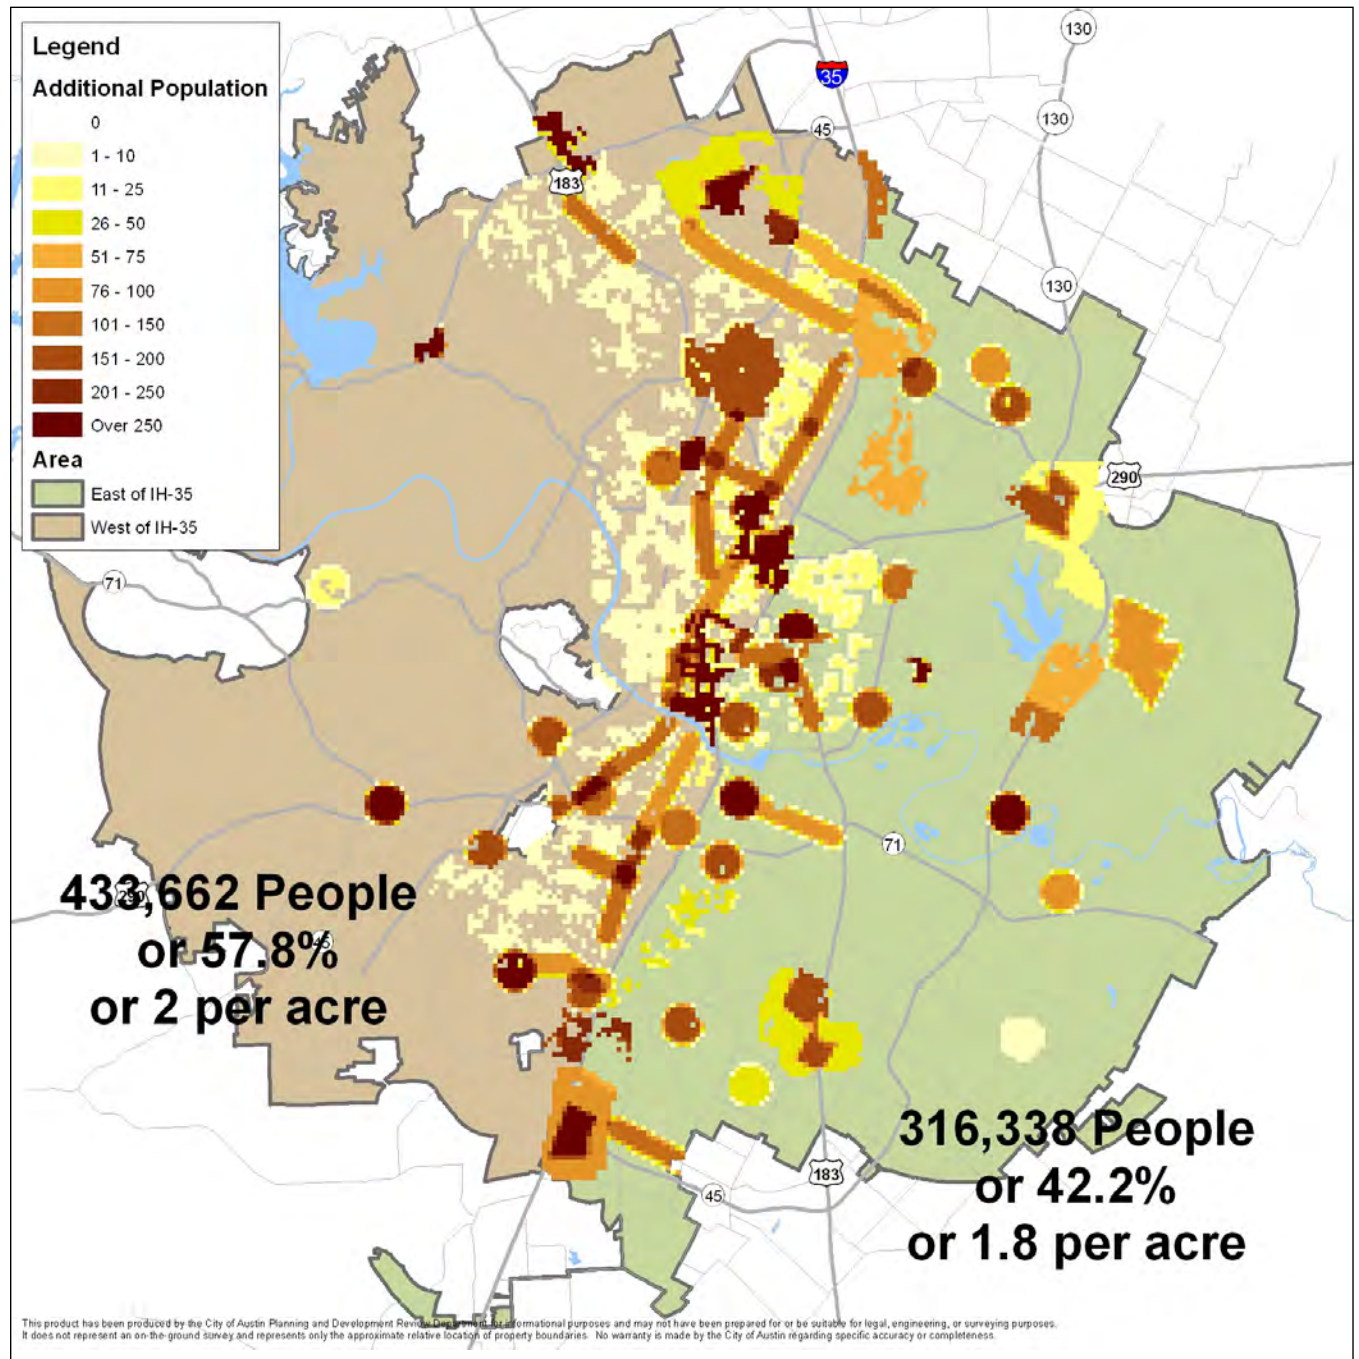 Legend
Additional Population
0
1 - 10
11 - 25
26 - 50
51 - 75
76 - 100
101 - 150
151 - 200
201 - 250
Over 250
Area
East of IH-35
West of IH-35
130
35
130
45
183
130
290
71
71
290
433,662 People
or 57.8%
45
or 2 per acre
316,338 People
or 42.2%
or 1.8 per acre
183
45
This product has been produced by the City of Austin Planning and Development Review Department for informational purposes and may not have been prepared for or be suitable for legal, engineering, or surveying purposes.
It does not represent an on-the-ground survey and represents only the approximate relative location of property boundaries. No warranty is made by the City of Austin regarding specific accuracy or completeness.